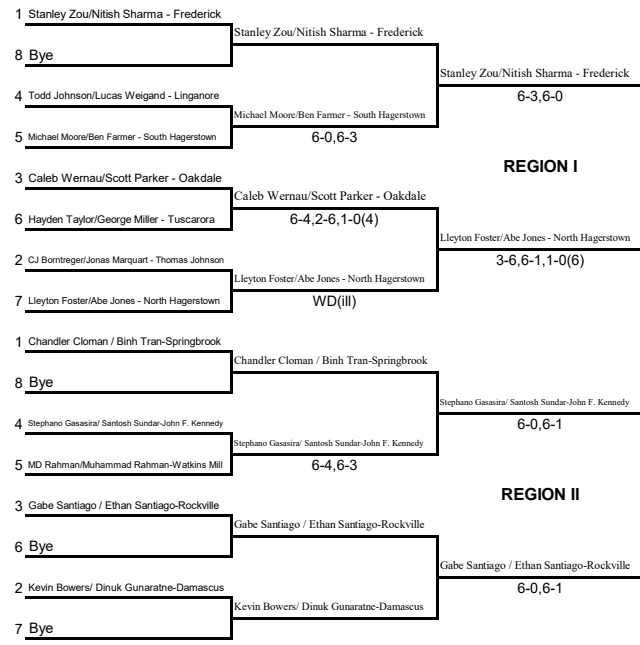 1 Stanley Zou/Nitish Sharma - Frederick
Stanley Zou/Nitish Sharma - Frederick
8 Bye
Stanley Zou/Nitish Sharma - Frederick
4 Todd Johnson/Lucas Weigand - Linganore
6-3,6-0
Michael Moore/Ben Farmer - South Hagerstown
5 Michael Moore/Ben Farmer - South Hagerstown
6-0,6-3
REGION I
3 Caleb Wernau/Scott Parker - Oakdale
Caleb Wernau/Scott Parker - Oakdale
6 Hayden Taylor/George Miller - Tuscarora
6-4,2-6,1-0(4)
Lleyton Foster/Abe Jones - North Hagerstown
2 CJ Borntreger/Jonas Marquart - Thomas Johnson
3-6,6-1,1-0(6)
Lleyton Foster/Abe Jones - North Hagerstown
7 Lleyton Foster/Abe Jones - North Hagerstown
WD(ill)
1 Chandler Cloman / Binh Tran-Springbrook
Chandler Cloman / Binh Tran-Springbrook
8 Bye
Stephano Gasasira/ Santosh Sundar-John F. Kennedy
4 Stephano Gasasira/ Santosh Sundar-John F. Kennedy
6-0,6-1
Stephano Gasasira/ Santosh Sundar-John F. Kennedy
5 MD Rahman/Muhammad Rahman-Watkins Mill
6-4,6-3
REGION II
3 Gabe Santiago / Ethan Santiago-Rockville
Gabe Santiago / Ethan Santiago-Rockville
6 Bye
Gabe Santiago / Ethan Santiago-Rockville
2 Kevin Bowers/ Dinuk Gunaratne-Damascus
6-0,6-1
Kevin Bowers/ Dinuk Gunaratne-Damascus
7 Bye